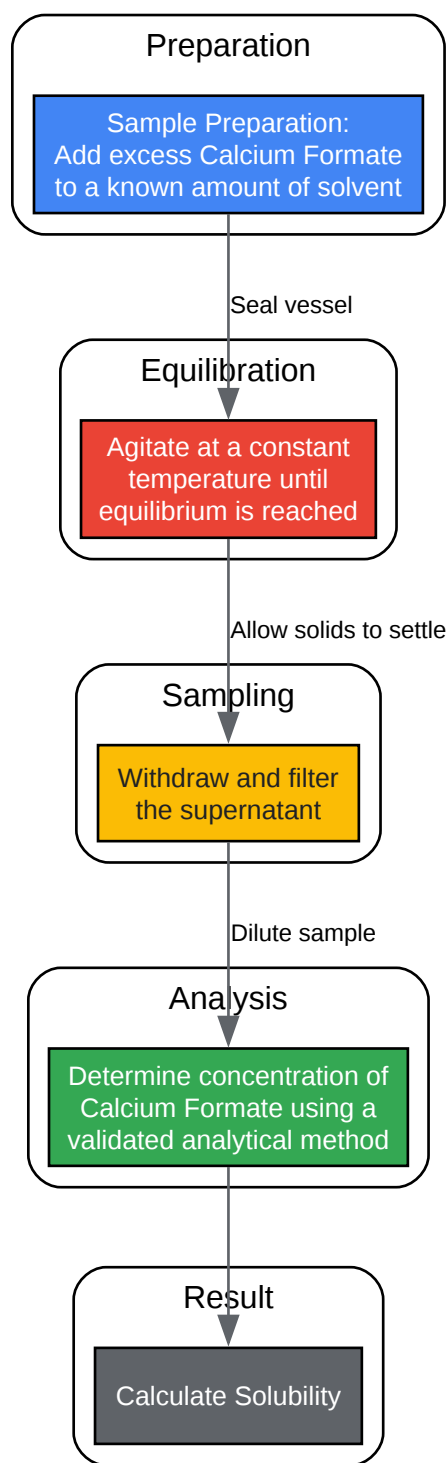 Preparation
Sample Preparation:
Add excess Calcium Formate
to a known amount of solvent
Seal vessel
Equilibration
Agitate at a constant
temperature until
equilibrium is reached
Allow solids to settle
Sampling
Withdraw and filter
the supernatant
Dilute sample
Analysis
Determine concentration of
Calcium Formate using a
validated analytical method
Result
Calculate Solubility